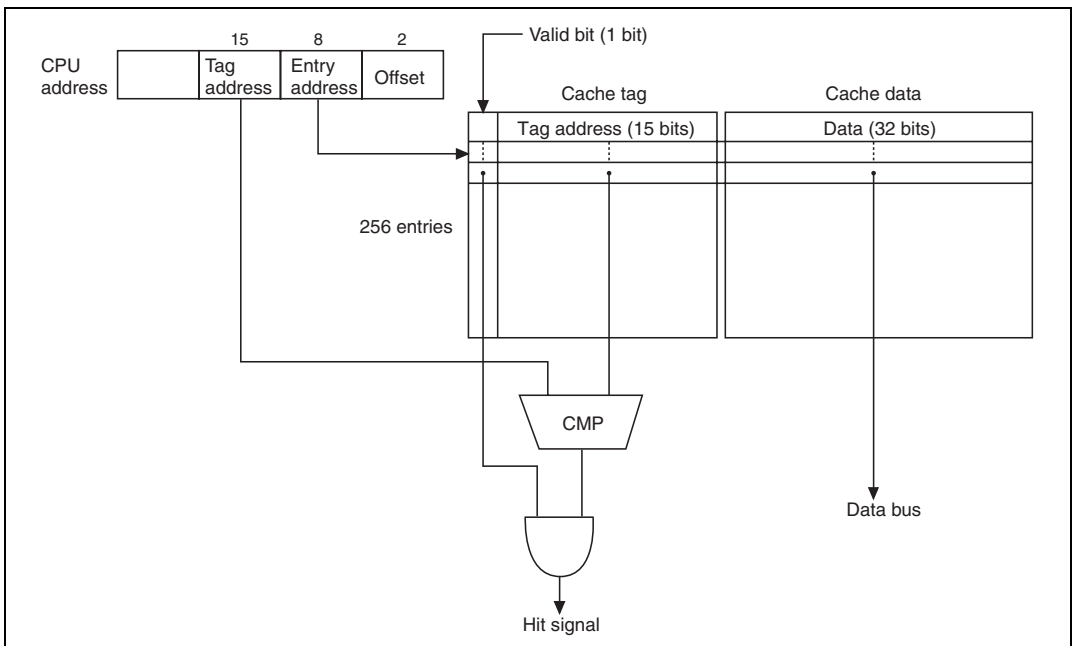 15 8 2
Valid bit (1 bit)
CPU
address
Tag
address
Entry
address
Offset
Cache tag
Cache data
Tag address (15 bits)
Data (32 bits)
256 entries
CMP
Data bus
Hit signal